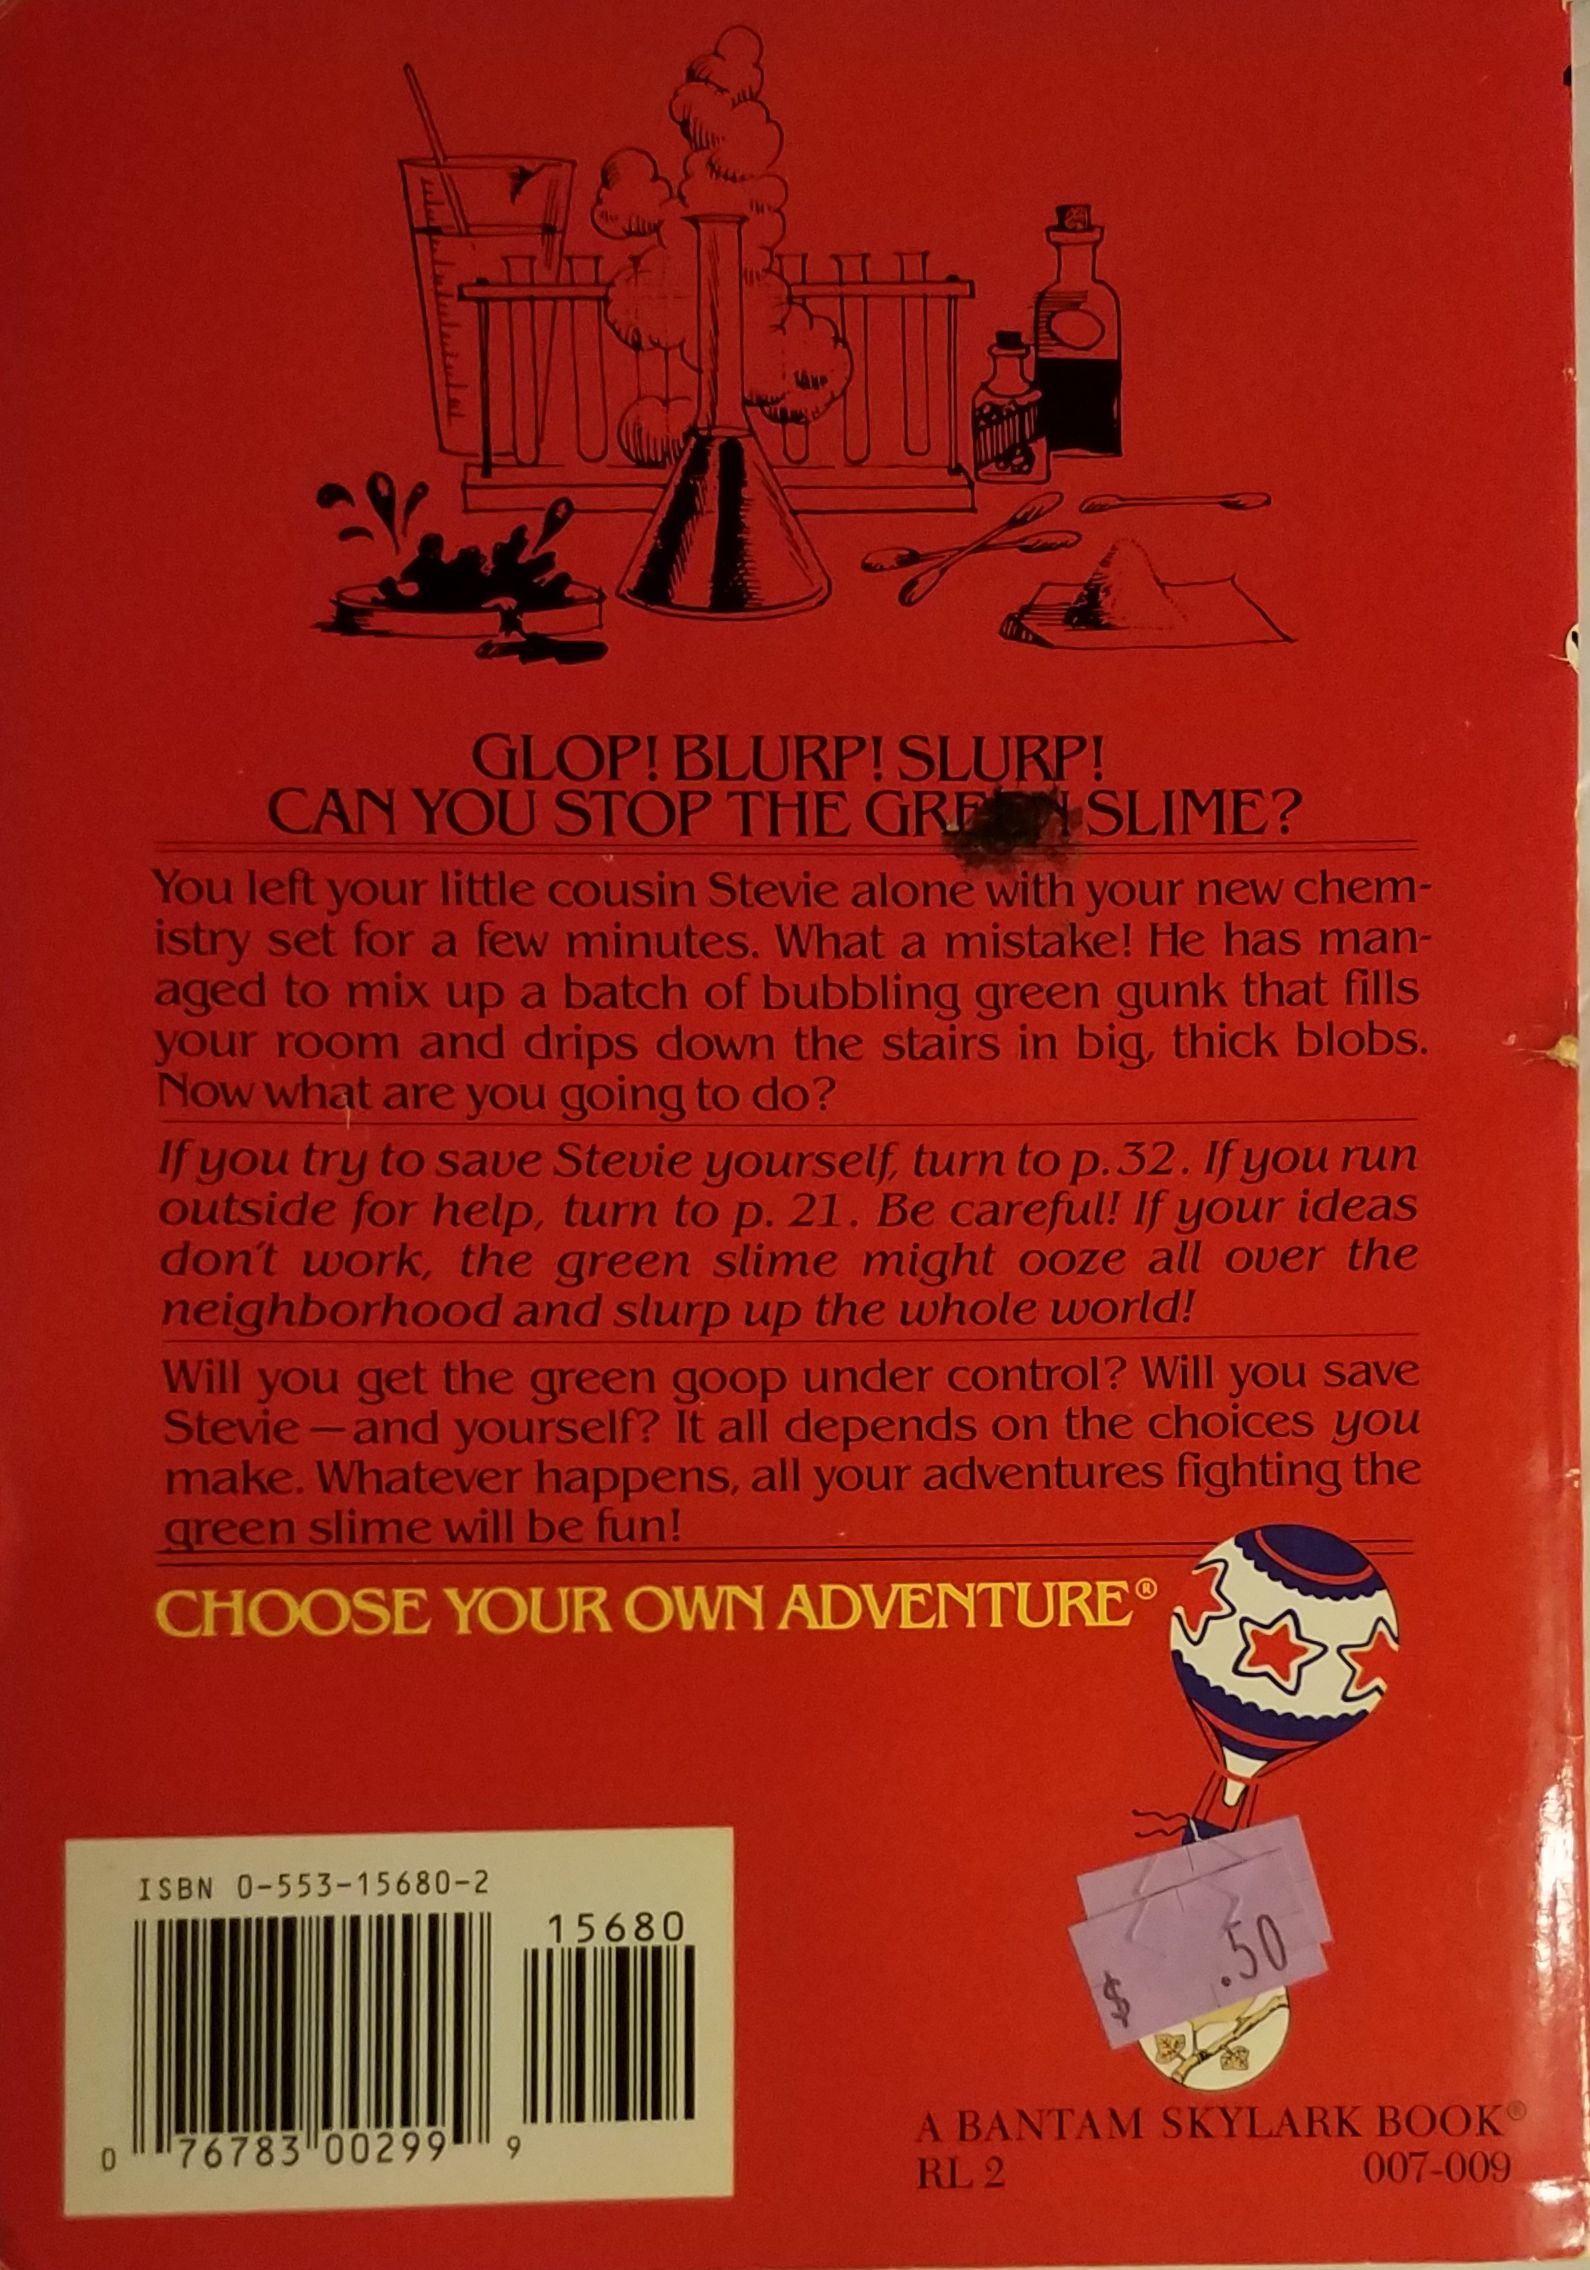 GLOP! BLURP! SLURP!
CAN YOU STOP THE GREEN SLIME?
You left your little cousin Stevie alone with your new chem-
istry set for a few minutes. What a mistake! He has man-
aged to mix up a batch of bubbling green gunk that fills
your room and drips down the stairs in big, thick blobs.
Now what are you going to do?
If you try to save Stevie yourself, turn to p.32. If you run
outside for help, turn to p. 21. Be careful! If your ideas
don't work, the green slime might ooze all over the
neighborhood and slurp up the whole world!
Will you get the green goop under control? Will you save
Stevie—and yourself? It all depends on the choices you
make. Whatever happens, all your adventures fighting the
green slime will be fun!
CHOOSE YOUR OWN ADVENTURE®
ISBN 0-553-15680-2
15680
0 76783 00299 9
$ .50
A BANTAM SKYLARK BOOK®
RL 2 007-009